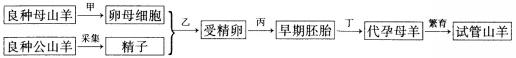 良种母山羊 甲 卵母细胞
乙 受精卵 丙 早期胚胎 丁 代孕母羊 繁育 试管山羊
良种公山羊 采集 精子